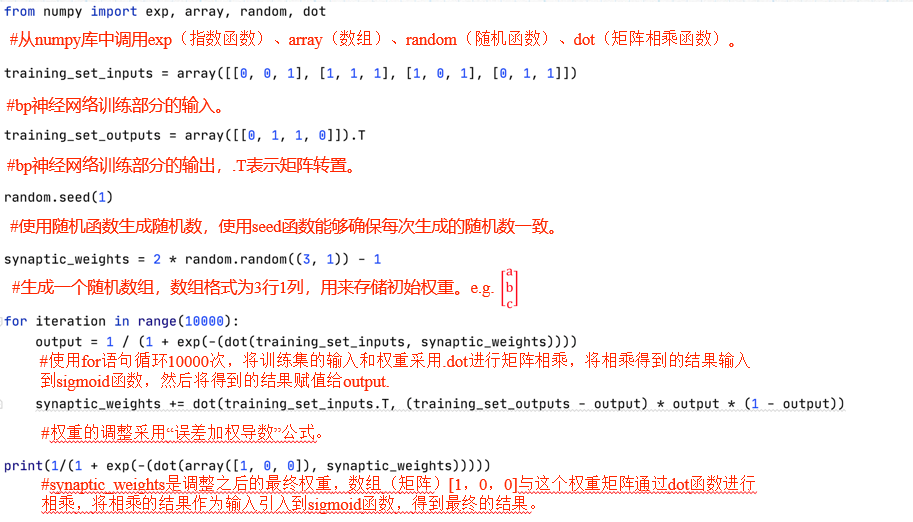 from numpy import exp, array, random, dot
#从numpy库中调用exp（指数函数）、array（数组）、random（随机函数）、dot（矩阵相乘函数）。
training_set_inputs = array([[0, 0, 1], [1, 1, 1], [1, 0, 1], [0, 1, 1]])
#bp神经网络训练部分的输入。
training_set_outputs = array([[0, 1, 1, 0]]).T
#bp神经网络训练部分的输出，.T表示矩阵转置。
random.seed(1)
#使用随机函数生成随机数，使用seed函数能够确保每次生成的随机数一致。
synaptic_weights = 2 * random.random((3, 1)) - 1
#生成一个随机数组，数组格式为3行1列，用来存储初始权重。e.g.
a
b
c
for iteration in range(10000):
output = 1 / (1 + exp(-(dot(training_set_inputs, synaptic_weights))))
#使用for语句循环10000次，将训练集的输入和权重采用.dot进行矩阵相乘，将相乘得到的结果输入
到sigmoid函数，然后将得到的结果赋值给output.
synaptic_weights += dot(training_set_inputs.T, (training_set_outputs - output) * output * (1 - output))
#权重的调整采用“误差加权导数”公式。
print(1/(1 + exp(-(dot(array([1, 0, 0]), synaptic_weights)))))
#synaptic_weights是调整之后的最终权重，数组（矩阵）[1，0，0]与这个权重矩阵通过dot函数进行
相乘，将相乘的结果作为输入引入到sigmoid函数，得到最终的结果。